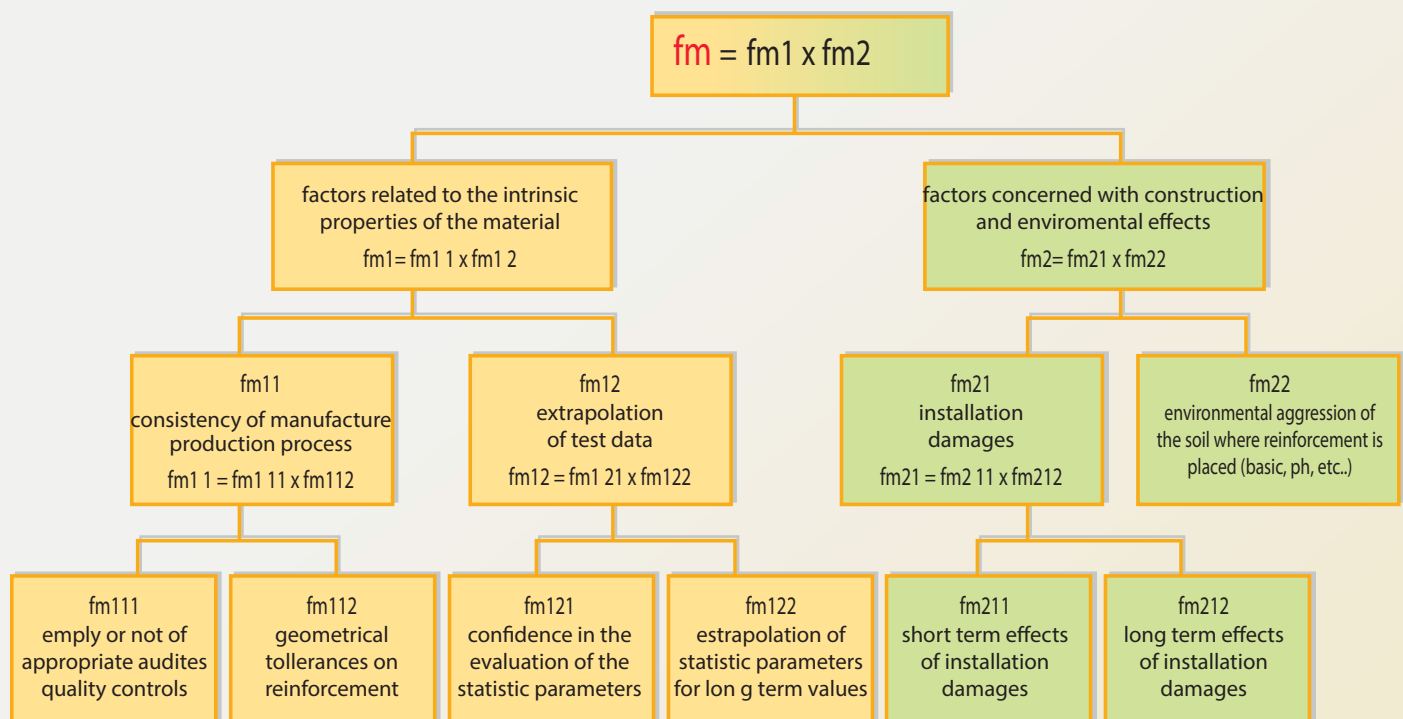 fm = fm1 x fm2
factors related to the intrinsic
properties of the material
fm1= fm1 1 x fm1 2
factors concerned with construction
and enviromental effects
fm2= fm21 x fm22
fm11
consistency of manufacture
production process
fm1 1 = fm1 11 x fm112
fm12
extrapolation
of test data
fm12 = fm1 21 x fm122
fm21
installation
damages
fm21 = fm2 11 x fm212
fm22
environmental aggression of
the soil where reinforcement is
placed (basic, ph, etc..)
fm111
emply or not of
appropriate audites
quality controls
fm112
geometrical
tollerances on
reinforcement
fm121
confidence in the
evaluation of the
statistic parameters
fm122
estrapolation of
statistic parameters
for lon g term values
fm211
short term effects
of installation
damages
fm212
long term effects
of installation
damages